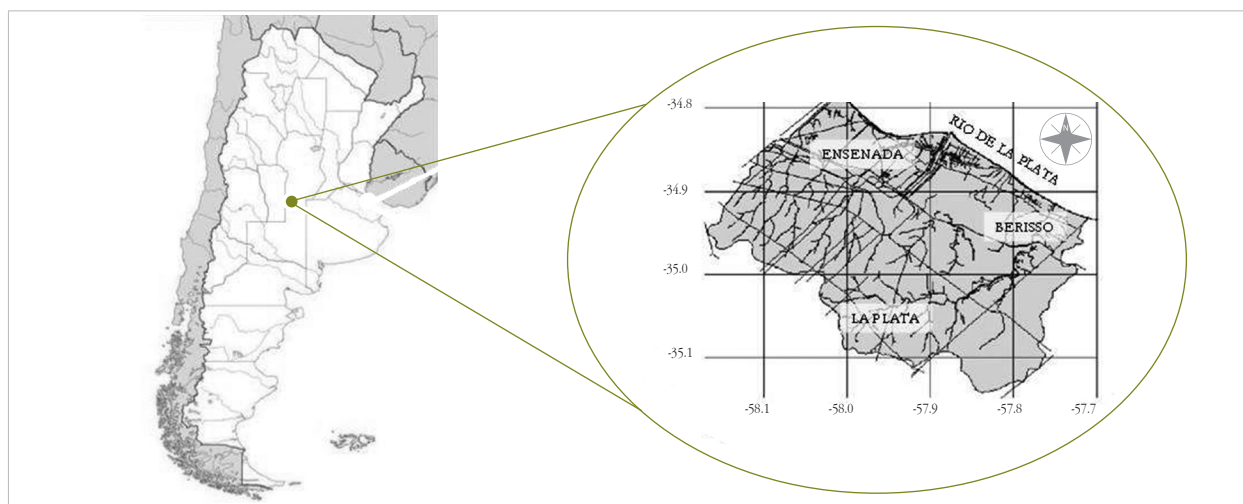 -34.8
RIO DE LA PLATA
ENSENADA
-34.9
BERISSO
-35.0
LA PLATA
-35.1
-58.1
-58.0
-57.9
-57.8
-57.7